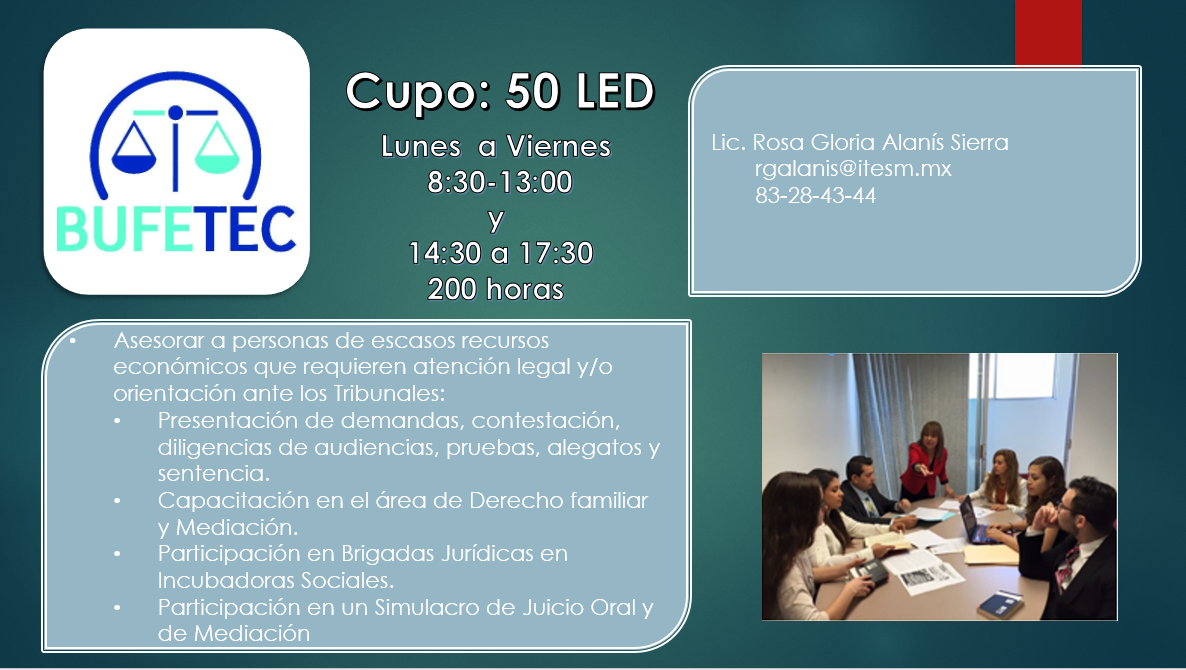 BUFETEC
Cupo: 50 LED
Lunes a Viernes
8:30-13:00
y
14:30 a 17:30
200 horas
Lic. Rosa Gloria Alanís Sierra
rgalanis@itesm.mx
83-28-43-44
• Asesorar a personas de escasos recursos
económicos que requieren atención legal y/o
orientación ante los Tribunales:
• Presentación de demandas, contestación,
diligencias de audiencias, pruebas, alegatos y
sentencia.
• Capacitación en el área de Derecho familiar
y Mediación.
• Participación en Brigadas Jurídicas en
Incubadoras Sociales.
• Participación en un Simulacro de Juicio Oral y
de Mediación